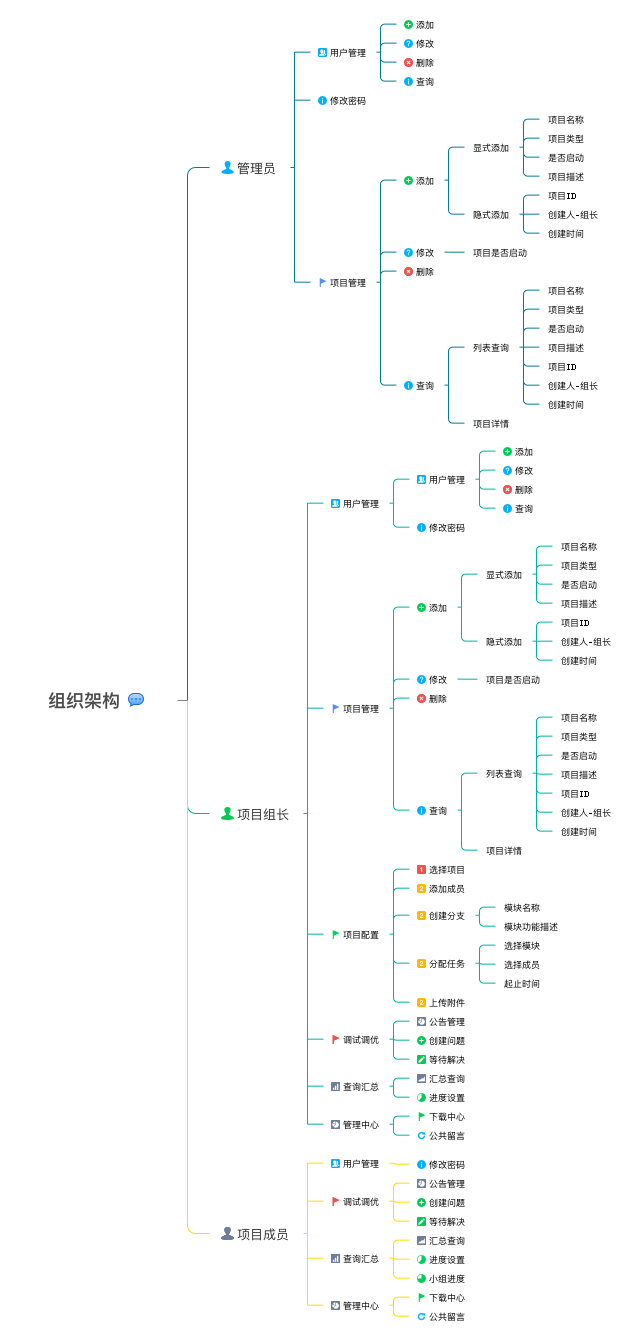 组织架构
管理员
用户管理
添加
修改
删除
查询
修改密码
项目管理
添加
显式添加
项目名称
项目类型
是否启动
项目描述
隐式添加
项目ID
创建人-组长
创建时间
修改
项目是否启动
删除
查询
列表查询
项目名称
项目类型
是否启动
项目描述
项目ID
创建人-组长
创建时间
项目详情
项目组长
用户管理
用户管理
添加
修改
删除
查询
修改密码
项目管理
添加
显式添加
项目名称
项目类型
是否启动
项目描述
隐式添加
项目ID
创建人-组长
创建时间
修改
项目是否启动
删除
查询
列表查询
项目名称
项目类型
是否启动
项目描述
项目ID
创建人-组长
创建时间
项目详情
项目配置
1 选择项目
2 添加成员
2 创建分支
模块名称
模块功能描述
2 分配任务
选择模块
选择成员
起止时间
2 上传附件
调试调优
公告管理
创建问题
等待解决
查询汇总
汇总查询
进度设置
管理中心
下载中心
公共留言
项目成员
用户管理
修改密码
调试调优
公告管理
创建问题
等待解决
查询汇总
汇总查询
进度设置
小组进度
管理中心
下载中心
公共留言